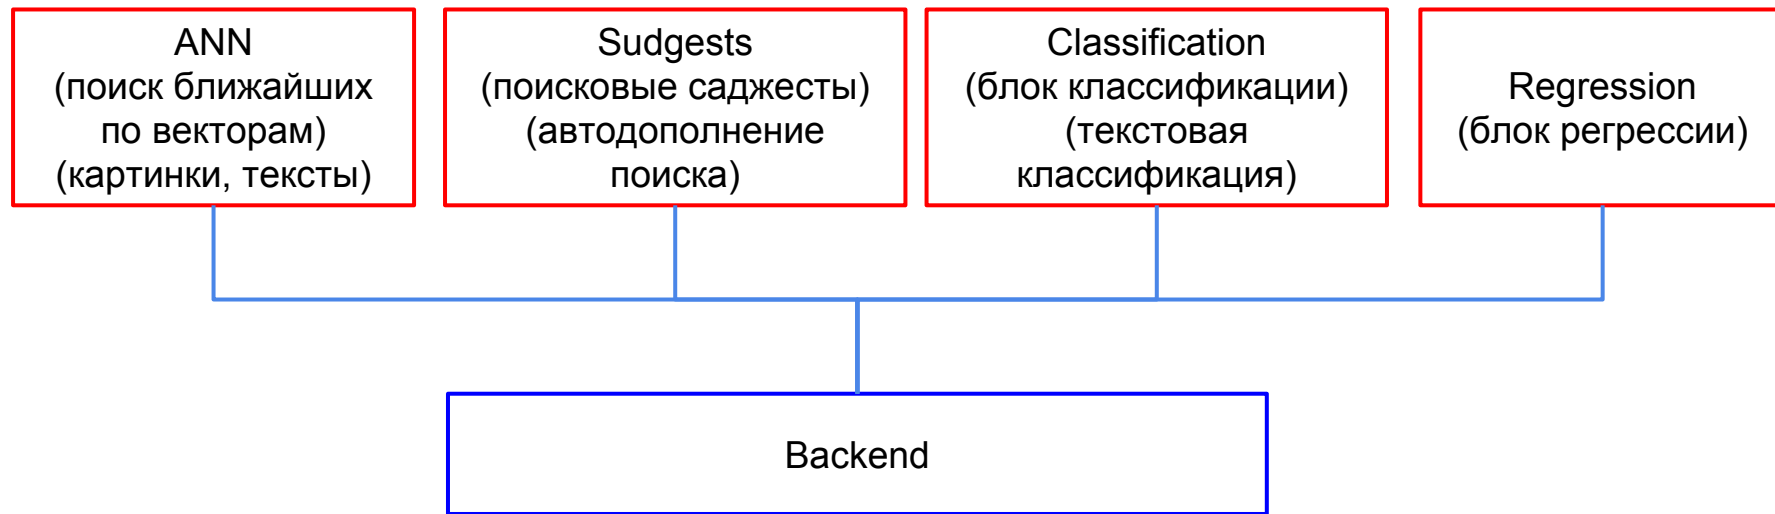 ANN
(поиск ближайших
по векторам)
(картинки, тексты)
Sudgests
(поисковые саджесты)
(автодополнение
поиска)
Classification
(блок классификации)
(текстовая
классификация)
Regression
(блок регрессии)
Backend